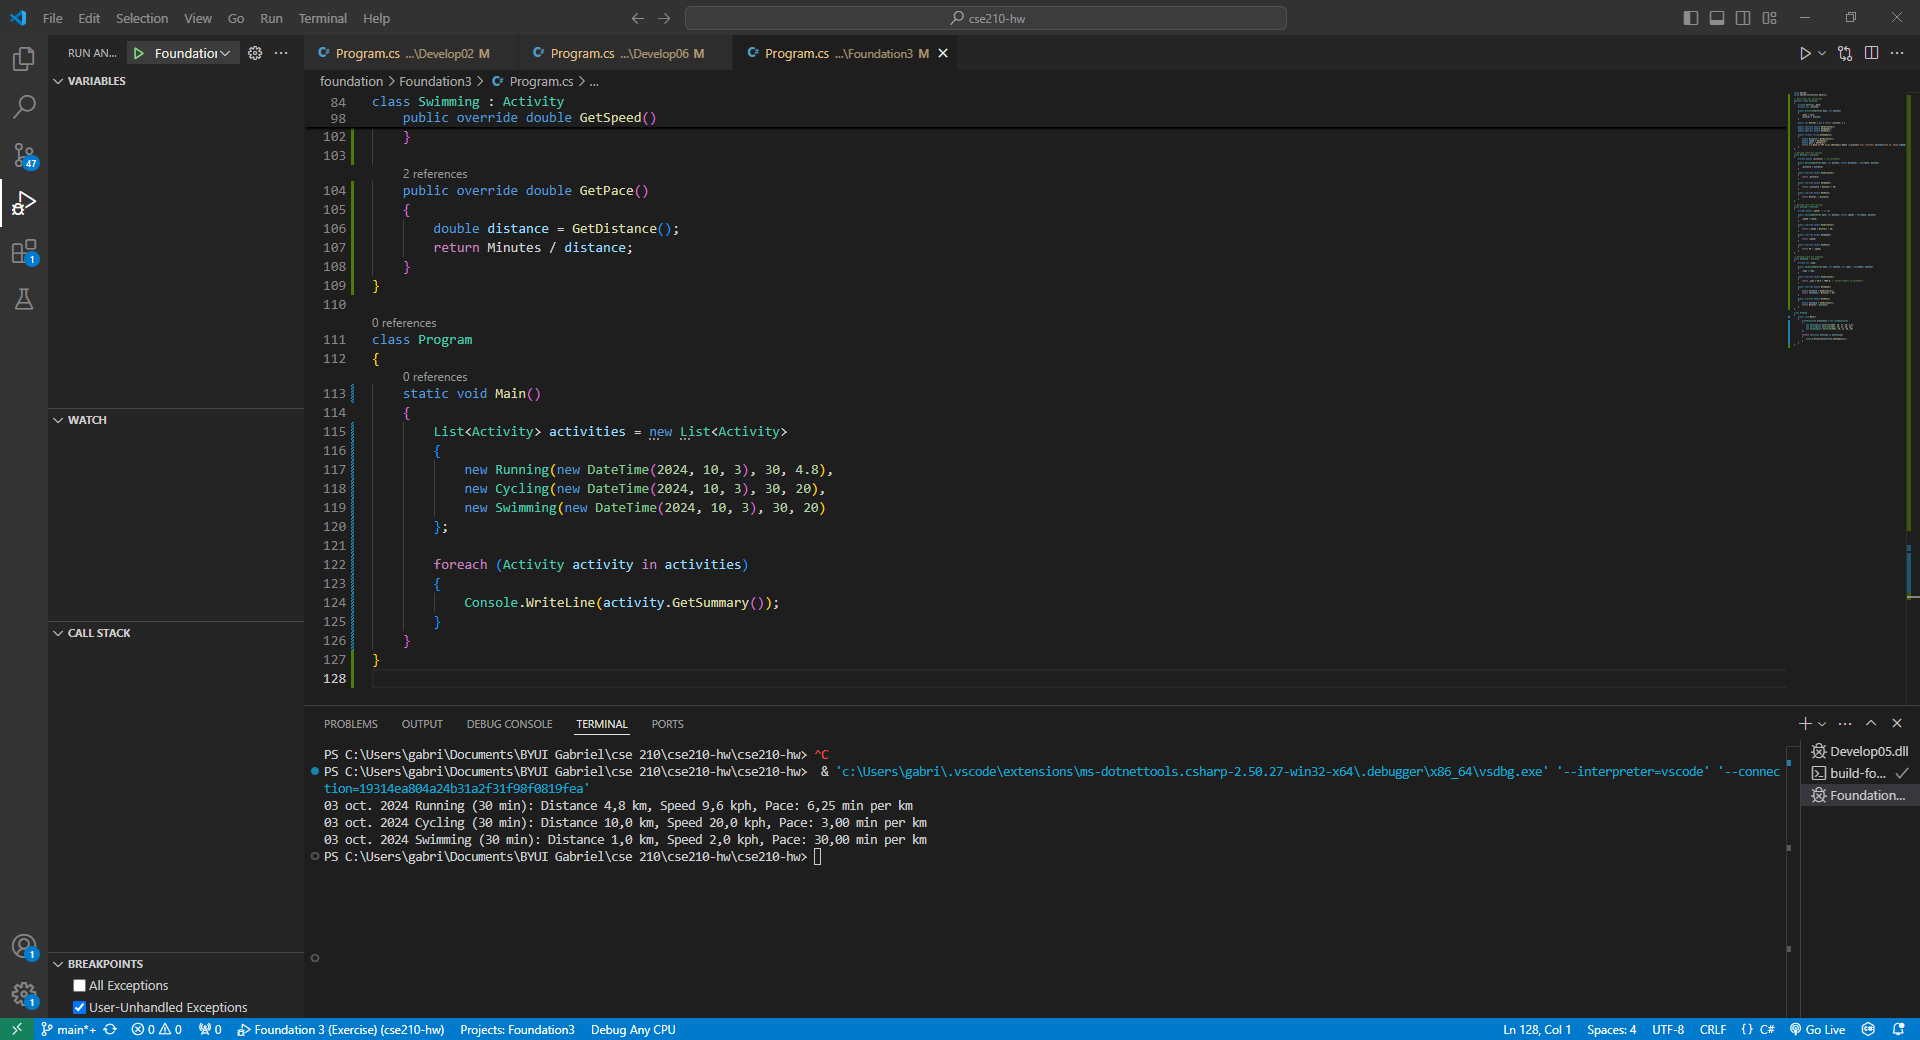 File Edit Selection View Go Run Terminal Help
cse210-hw
RUN AN... Foundation
Program.cs ...\Develop02 M
Program.cs ...\Develop06 M
Program.cs ...\Foundation3 M
foundation > Foundation3 > Program.cs > ...
VARIABLES
WATCH
CALL STACK
BREAKPOINTS
All Exceptions
User-Unhandled Exceptions
47
1
1
1
84 class Swimming : Activity
98 public override double GetSpeed()
102 }
103
2 references
104 public override double GetPace()
105 {
106 double distance = GetDistance();
107 return Minutes / distance;
108 }
109 }
110
0 references
111 class Program
112 {
0 references
113 static void Main()
114 {
115 List<Activity> activities = new List<Activity>
116 {
117 new Running(new DateTime(2024, 10, 3), 30, 4.8),
118 new Cycling(new DateTime(2024, 10, 3), 30, 20),
119 new Swimming(new DateTime(2024, 10, 3), 30, 20)
120 };
121
122 foreach (Activity activity in activities)
123 {
124 Console.WriteLine(activity.GetSummary());
125 }
126 }
127 }
128
PROBLEMS OUTPUT DEBUG CONSOLE TERMINAL PORTS
PS C:\Users\gabri\Documents\BYUI Gabriel\cse 210\cse210-hw\cse210-hw> ^C
PS C:\Users\gabri\Documents\BYUI Gabriel\cse 210\cse210-hw\cse210-hw> & 'c:\Users\gabri\.vscode\extensions\ms-dotnettools.csharp-2.50.27-win32-x64\.debugger\x86_64\vsdbg.exe' '--interpreter=vscode' '--connec
tion=19314ea804a24b31a2f31f98f0819fea'
03 oct. 2024 Running (30 min): Distance 4,8 km, Speed 9,6 kph, Pace: 6,25 min per km
03 oct. 2024 Cycling (30 min): Distance 10,0 km, Speed 20,0 kph, Pace: 3,00 min per km
03 oct. 2024 Swimming (30 min): Distance 1,0 km, Speed 2,0 kph, Pace: 30,00 min per km
PS C:\Users\gabri\Documents\BYUI Gabriel\cse 210\cse210-hw\cse210-hw>
Develop05.dll
build-fo...
Foundation...
main*+ 0 0 0 Foundation 3 (Exercise) (cse210-hw) Projects: Foundation3 Debug Any CPU
Ln 128, Col 1 Spaces: 4 UTF-8 CRLF {} C# Go Live